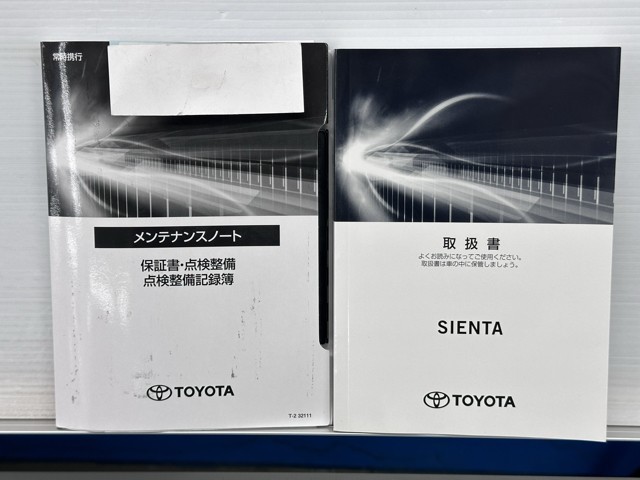 常時携行
メンテナンスノート
保証書・点検整備
点検整備記録簿
TOYOTA
T-2 32111
取扱書
よくお読みになってご使用ください。
取扱書は車の中に保管しましょう。
SIENTA
TOYOTA